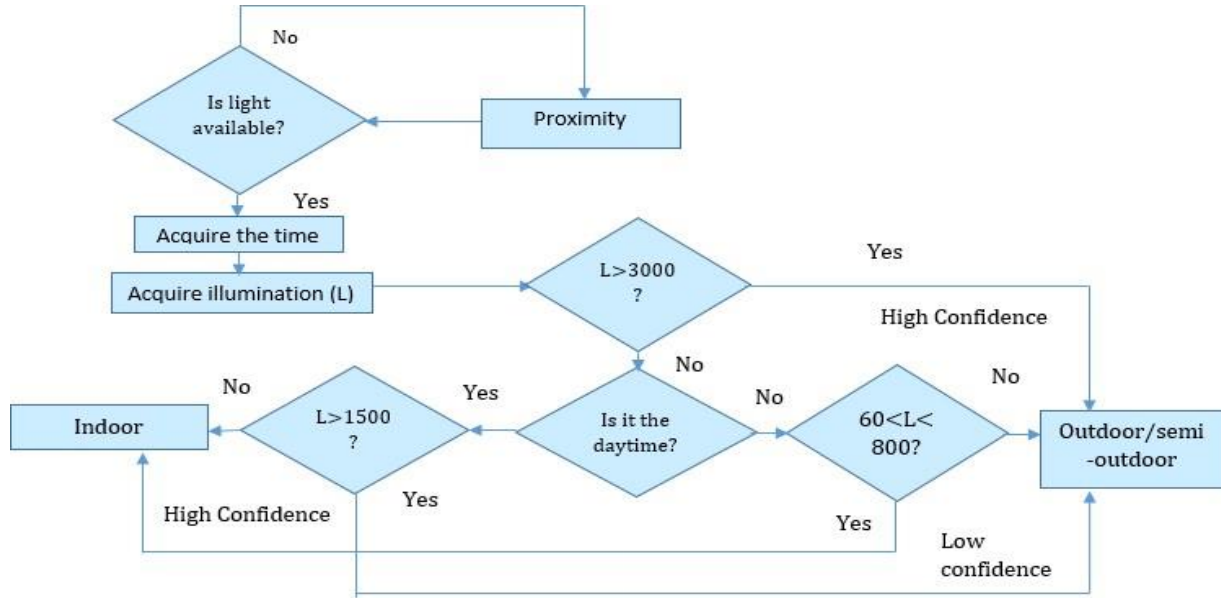 No
Is light
available?
Proximity
Yes
Acquire the time
Acquire illumination (L)
L>3000
?
Yes
High Confidence
No
Is it the
daytime?
Yes
L>1500
?
No
Indoor
No
60<L<
800?
No
Outdoor/semi
-outdoor
Yes
High Confidence
Yes
Low
confidence